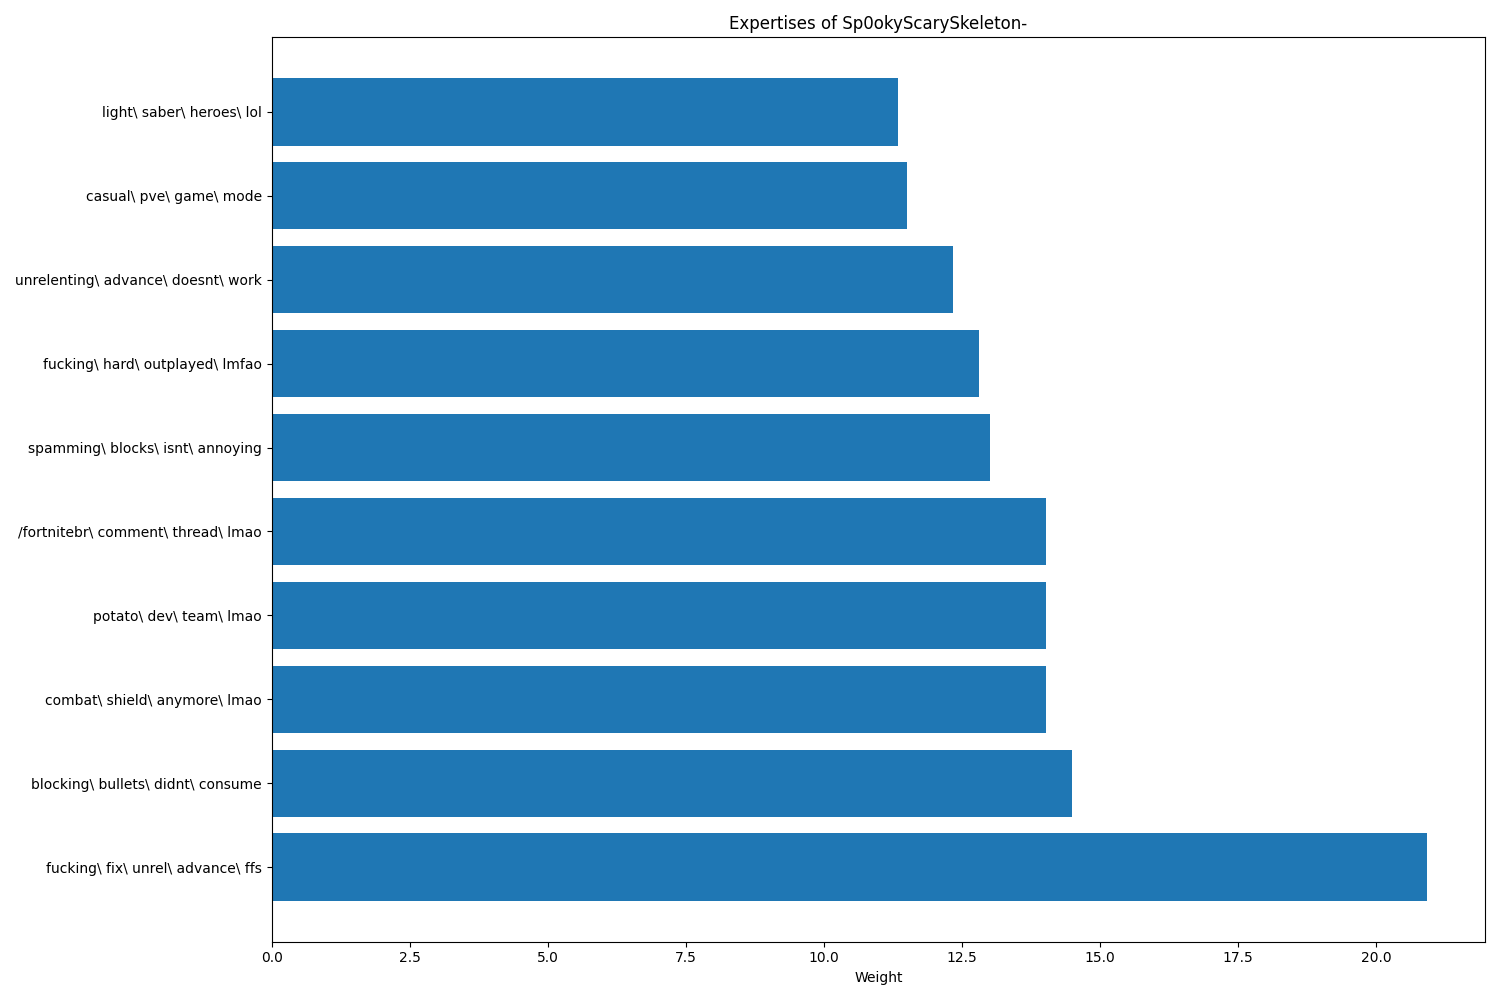 Expertises of Sp0okyScarySkeleton-
light\ saber\ heroes\ lol
casual\ pve\ game\ mode
unrelenting\ advance\ doesnt\ work
fucking\ hard\ outplayed\ lmfao
spamming\ blocks\ isnt\ annoying
/fortnitebr\ comment\ thread\ lmao
potato\ dev\ team\ lmao
combat\ shield\ anymore\ lmao
blocking\ bullets\ didnt\ consume
fucking\ fix\ unrel\ advance\ ffs
0.0 2.5 5.0 7.5 10.0 12.5 15.0 17.5 20.0
Weight